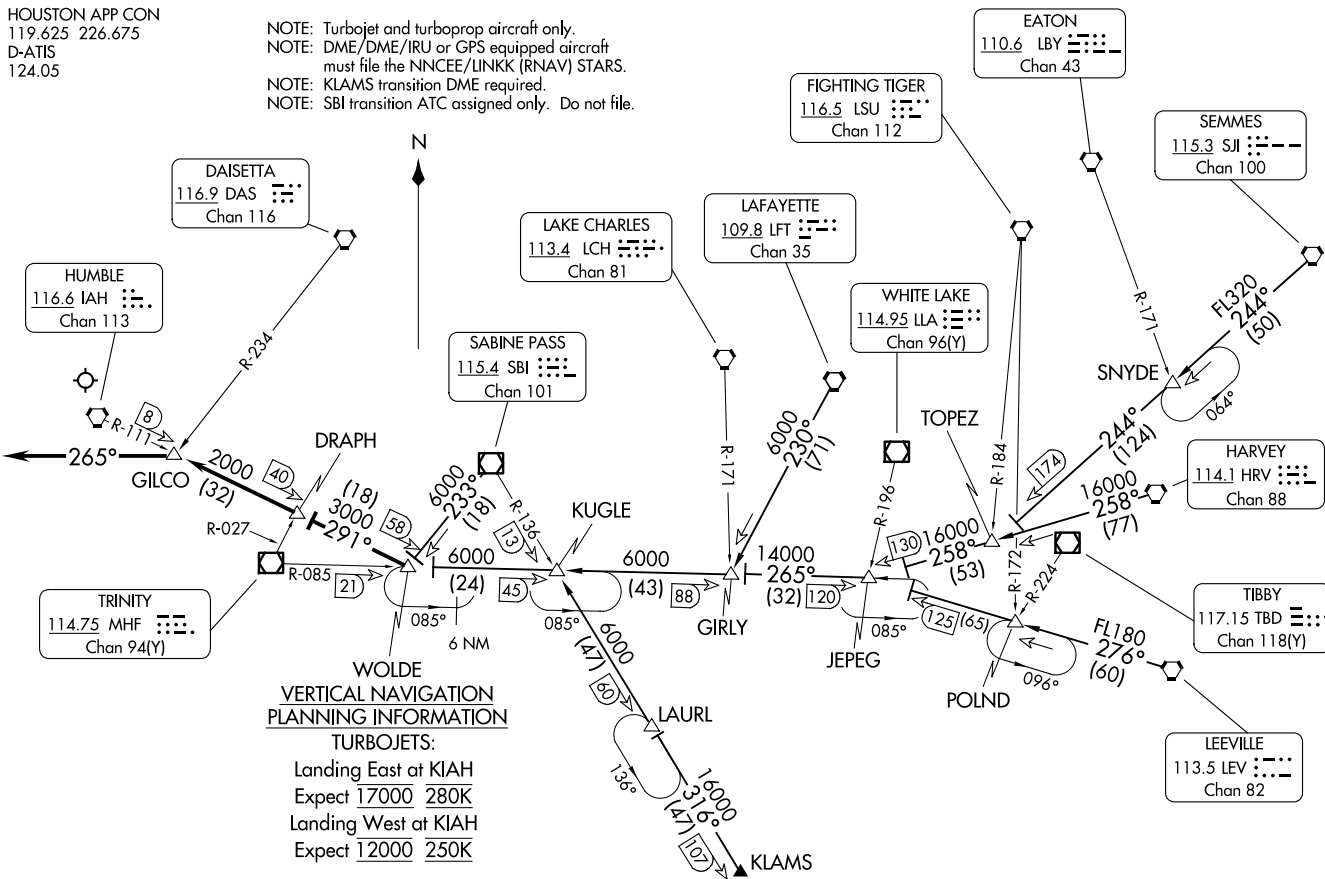 HOUSTON APP CON
119.625 226.675
D-ATIS
124.05
NOTE: Turbojet and turboprop aircraft only.
NOTE: DME/DME/IRU or GPS equipped aircraft
must file the NNCEE/LINKK (RNAV) STARS.
NOTE: KLAMS transition DME required.
NOTE: SBI transition ATC assigned only. Do not file.
N
EATON
110.6 LBY
Chan 43
FIGHTING TIGER
116.5 LSU
Chan 112
SEMMES
115.3 SJI
Chan 100
DAISETTA
116.9 DAS
Chan 116
LAKE CHARLES
113.4 LCH
Chan 81
LAFAYETTE
109.8 LFT
Chan 35
HUMBLE
116.6 IAH
Chan 113
WHITE LAKE
114.95 LLA
Chan 96(Y)
SABINE PASS
115.4 SBI
Chan 101
R-234
R-171
FL320
244°
(50)
SNYDE
064°
TOPEZ
244°
(124)
174
R-184
HARVEY
114.1 HRV
Chan 88
16000
258°
(77)
DRAPH
8
R-111
265°
GILCO
2000
(32)
40
(18)
3000
291°
58
6000
233°
(18)
R-136
13
KUGLE
R-171
6000
230°
(71)
R-196
130
16000
258°
(53)
R-172
R-224
R-027
R-085
21
6000
(24)
45
6000
(43)
88
14000
265°
(32)
120
125
(65)
TRINITY
114.75 MHF
Chan 94(Y)
TIBBY
117.15 TBD
Chan 118(Y)
085°
6 NM
085°
GIRLY
085°
JEPEG
096°
POLND
FL180
276°
(60)
WOLDE
6000
(47)
60
LAURL
136°
16000
316°
(47)
107
KLAMS
LEEVILLE
113.5 LEV
Chan 82
VERTICAL NAVIGATION
PLANNING INFORMATION
TURBOJETS:
Landing East at KIAH
Expect 17000 280K
Landing West at KIAH
Expect 12000 250K